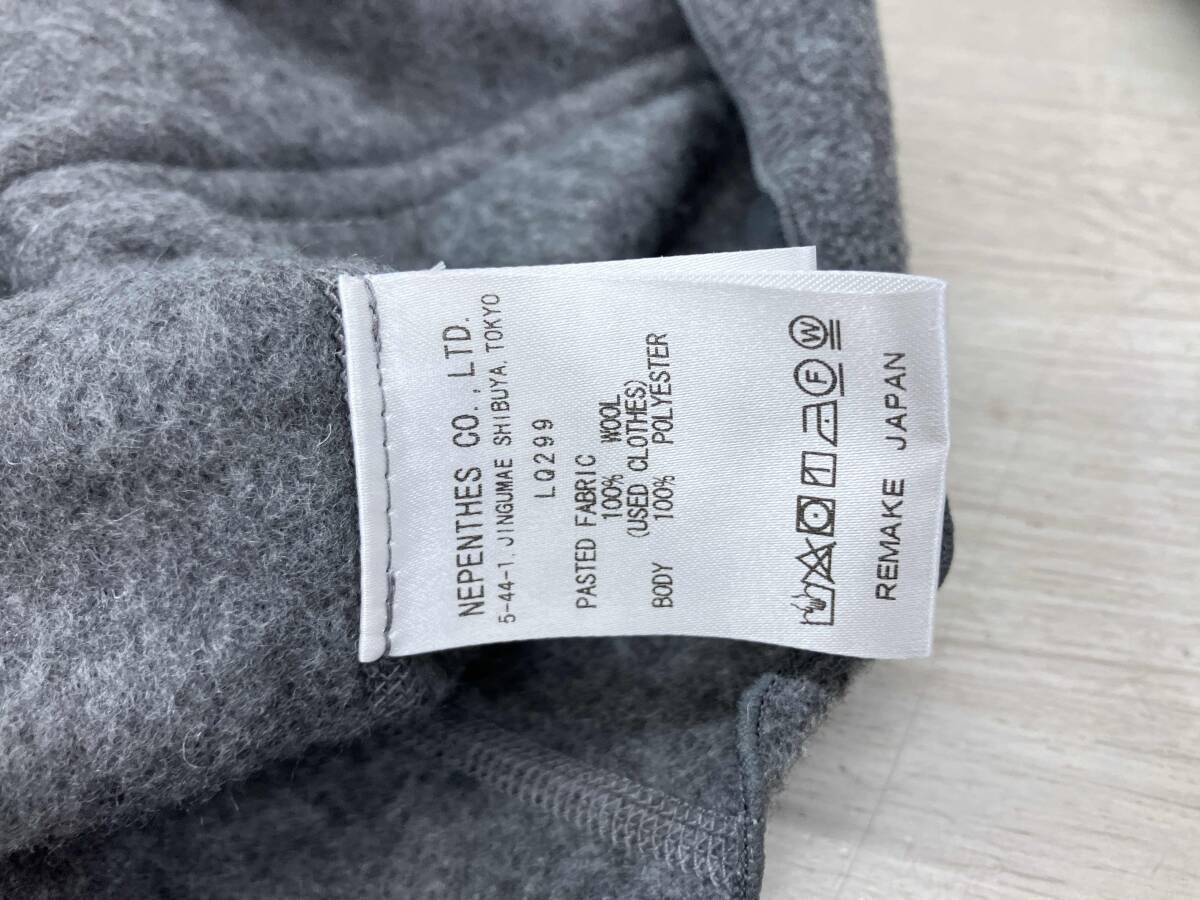 NEPENTHES CO., LTD.
5-44-1, JINGUMAE SHIBUYA, TOKYO
LQ299
PASTED FABRIC
100% WOOL
(USED CLOTHES)
BODY 100% POLYESTER
F W
REMAKE JAPAN